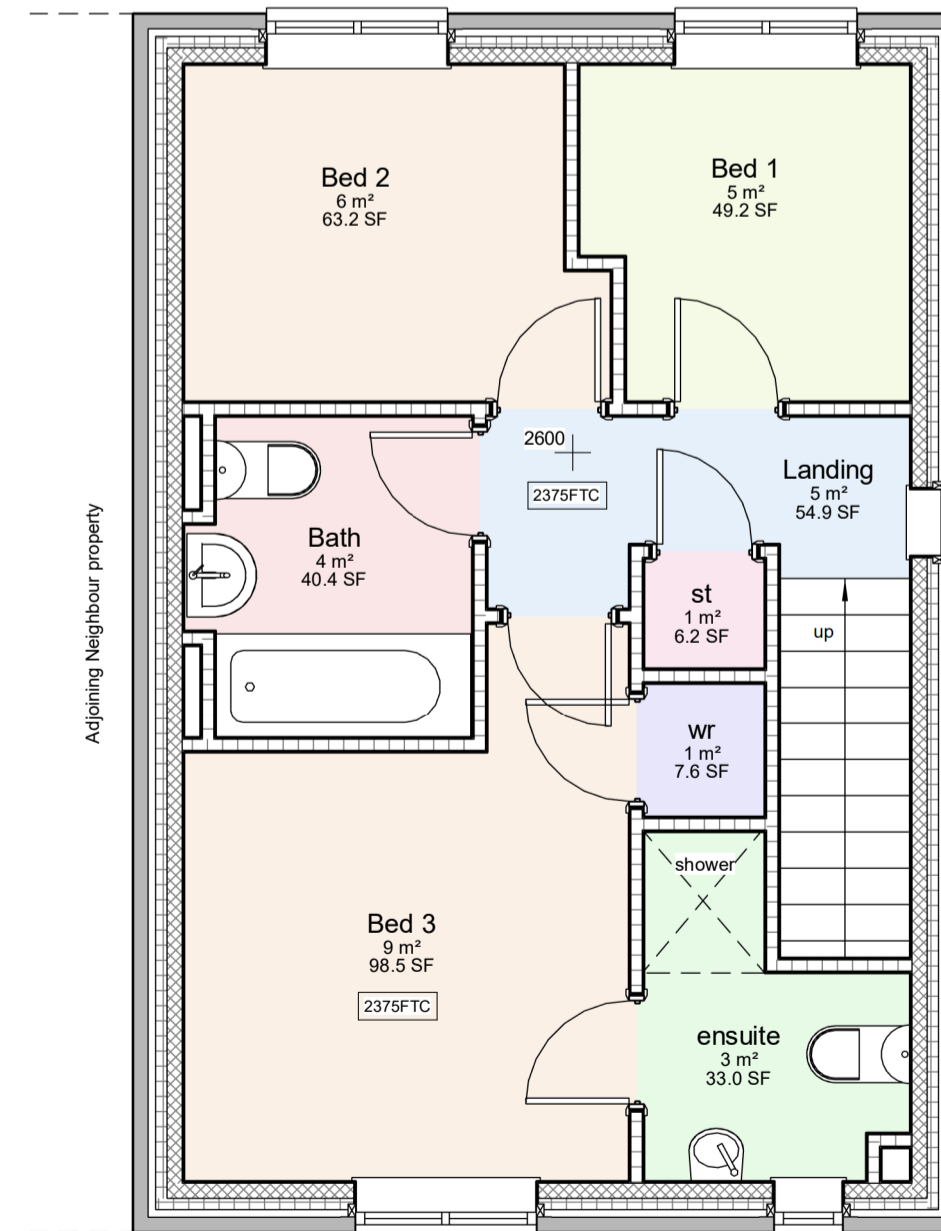 Bed 2
6 m²
63.2 SF
Bed 1
5 m²
49.2 SF
2600
2375FTC
Landing
5 m²
54.9 SF
Bath
4 m²
40.4 SF
st
1 m²
6.2 SF
up
Adjoining Neighbour property
wr
1 m²
7.6 SF
shower
Bed 3
9 m²
98.5 SF
2375FTC
ensuite
3 m²
33.0 SF